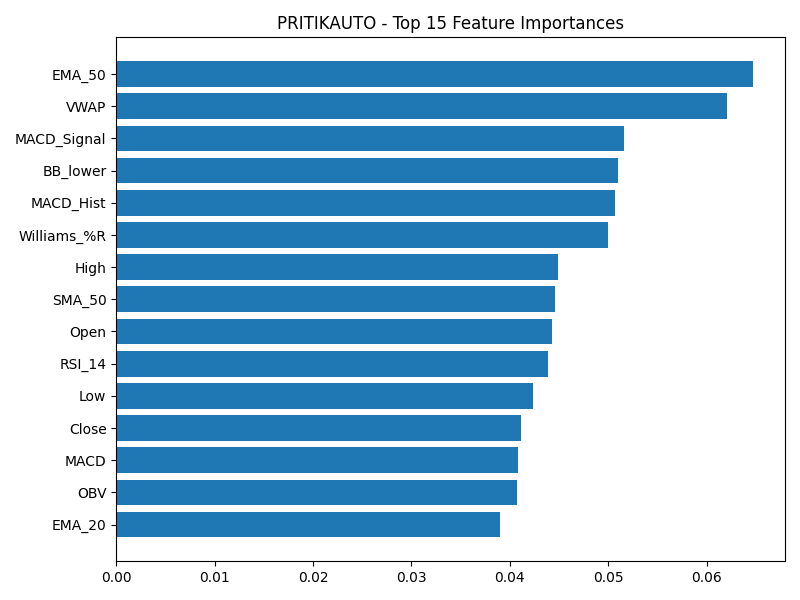 PRITIKAUTO - Top 15 Feature Importances
EMA_50
VWAP
MACD_Signal
BB_lower
MACD_Hist
Williams_%R
High
SMA_50
Open
RSI_14
Low
Close
MACD
OBV
EMA_20
0.00 0.01 0.02 0.03 0.04 0.05 0.06